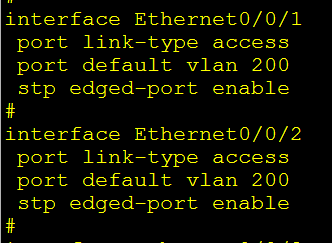 interface Ethernet0/0/1
port link-type access
port default vlan 200
stp edged-port enable
#
interface Ethernet0/0/2
port link-type access
port default vlan 200
stp edged-port enable
#